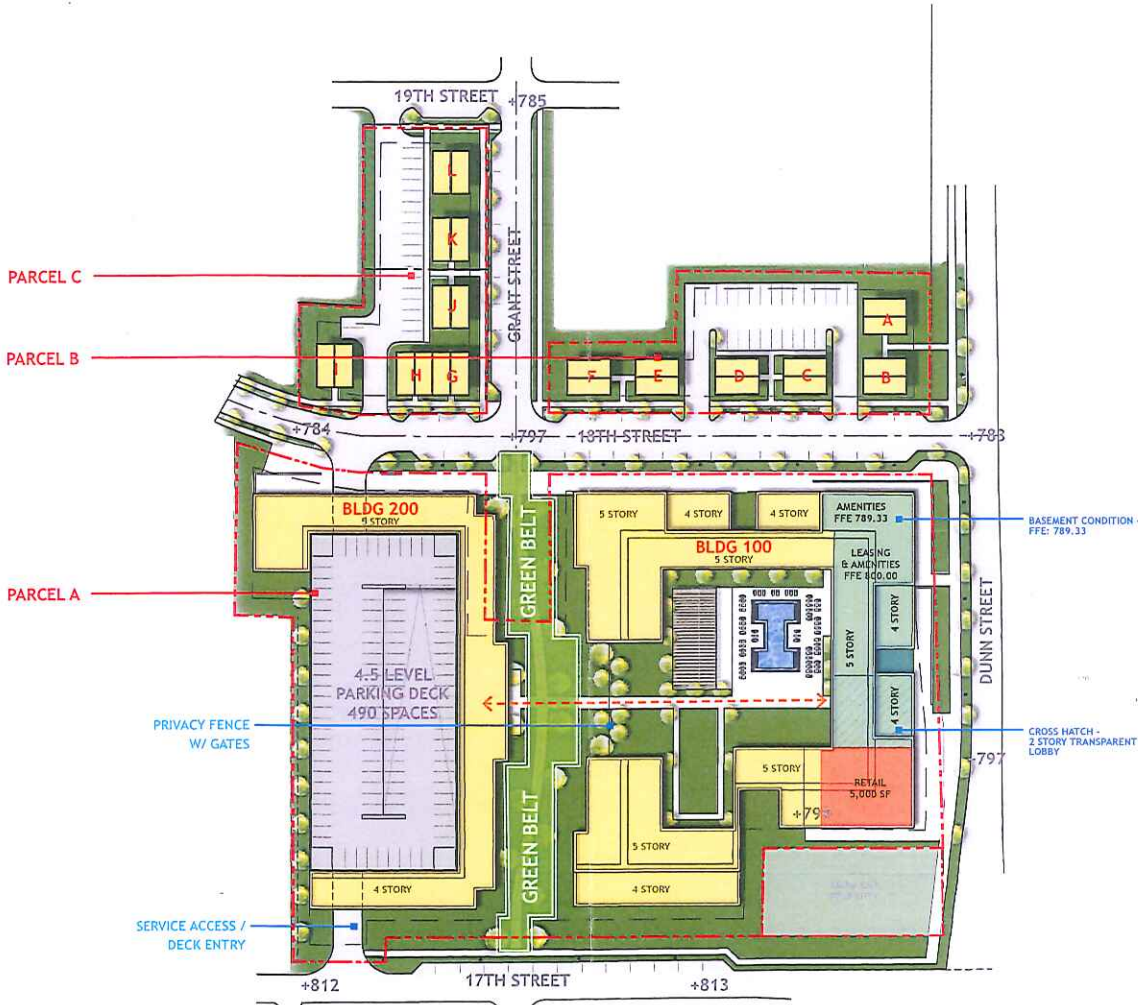 19TH STREET
+785
L
K
GRANT STREET
PARCEL C
J
A
PARCEL B
I
H
G
F
E
D
C
B
+784
+797
18TH STREET
+783
BLDG 200
5 STORY
5 STORY
4 STORY
4 STORY
AMENITIES
FFE 789.33
BASEMENT CONDITION -
FFE: 789.33
BLDG 100
5 STORY
LEASING
& AMENITIES
FFE 800.00
GREEN BELT
PARCEL A
4 STORY
5 STORY
DUNN STREET
4.5 LEVEL
PARKING DECK
490 SPACES
4 STORY
PRIVACY FENCE
W/ GATES
CROSS HATCH -
2 STORY TRANSPARENT
LOBBY
+797
5 STORY
RETAIL
5,000 SF
+795
5 STORY
GREEN BELT
4 STORY
4 STORY
SERVICE ACCESS /
DECK ENTRY
17TH STREET
+812
+813